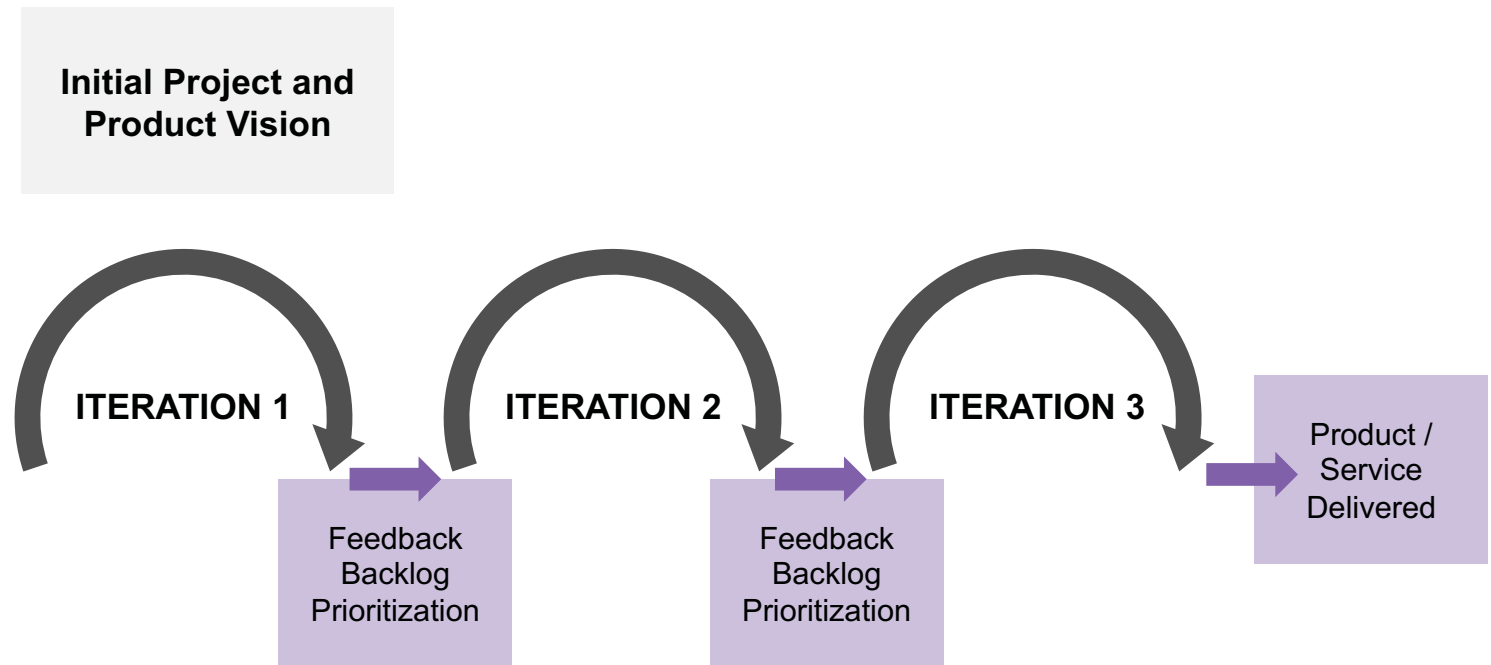 Initial Project and
Product Vision
ITERATION 1
ITERATION 2
ITERATION 3
Feedback
Backlog
Prioritization
Feedback
Backlog
Prioritization
Product /
Service
Delivered